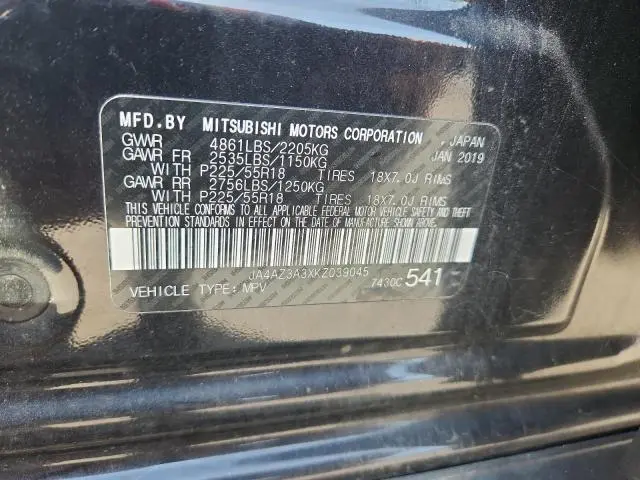 MFD.BY MITSUBISHI MOTORS CORPORATION, JAPAN
GVWR 4861LBS/2205KG JAN 2019
GAWR FR 2535LBS/1150KG
WITH P225/55R18 TIRES 18X7.0J RIMS
GAWR RR 2756LBS/1250KG
WITH P225/55R18 TIRES 18X7.0J RIMS
THIS VEHICLE CONFORMS TO ALL APPLICABLE FEDERAL MOTOR VEHICLE SAFETY AND THEFT
PREVENTION STANDARDS IN EFFECT ON THE DATE OF MANUFACTURE SHOWN ABOVE.
JA4AZ3A3XKZ039045
VEHICLE TYPE: MPV 7430C 541